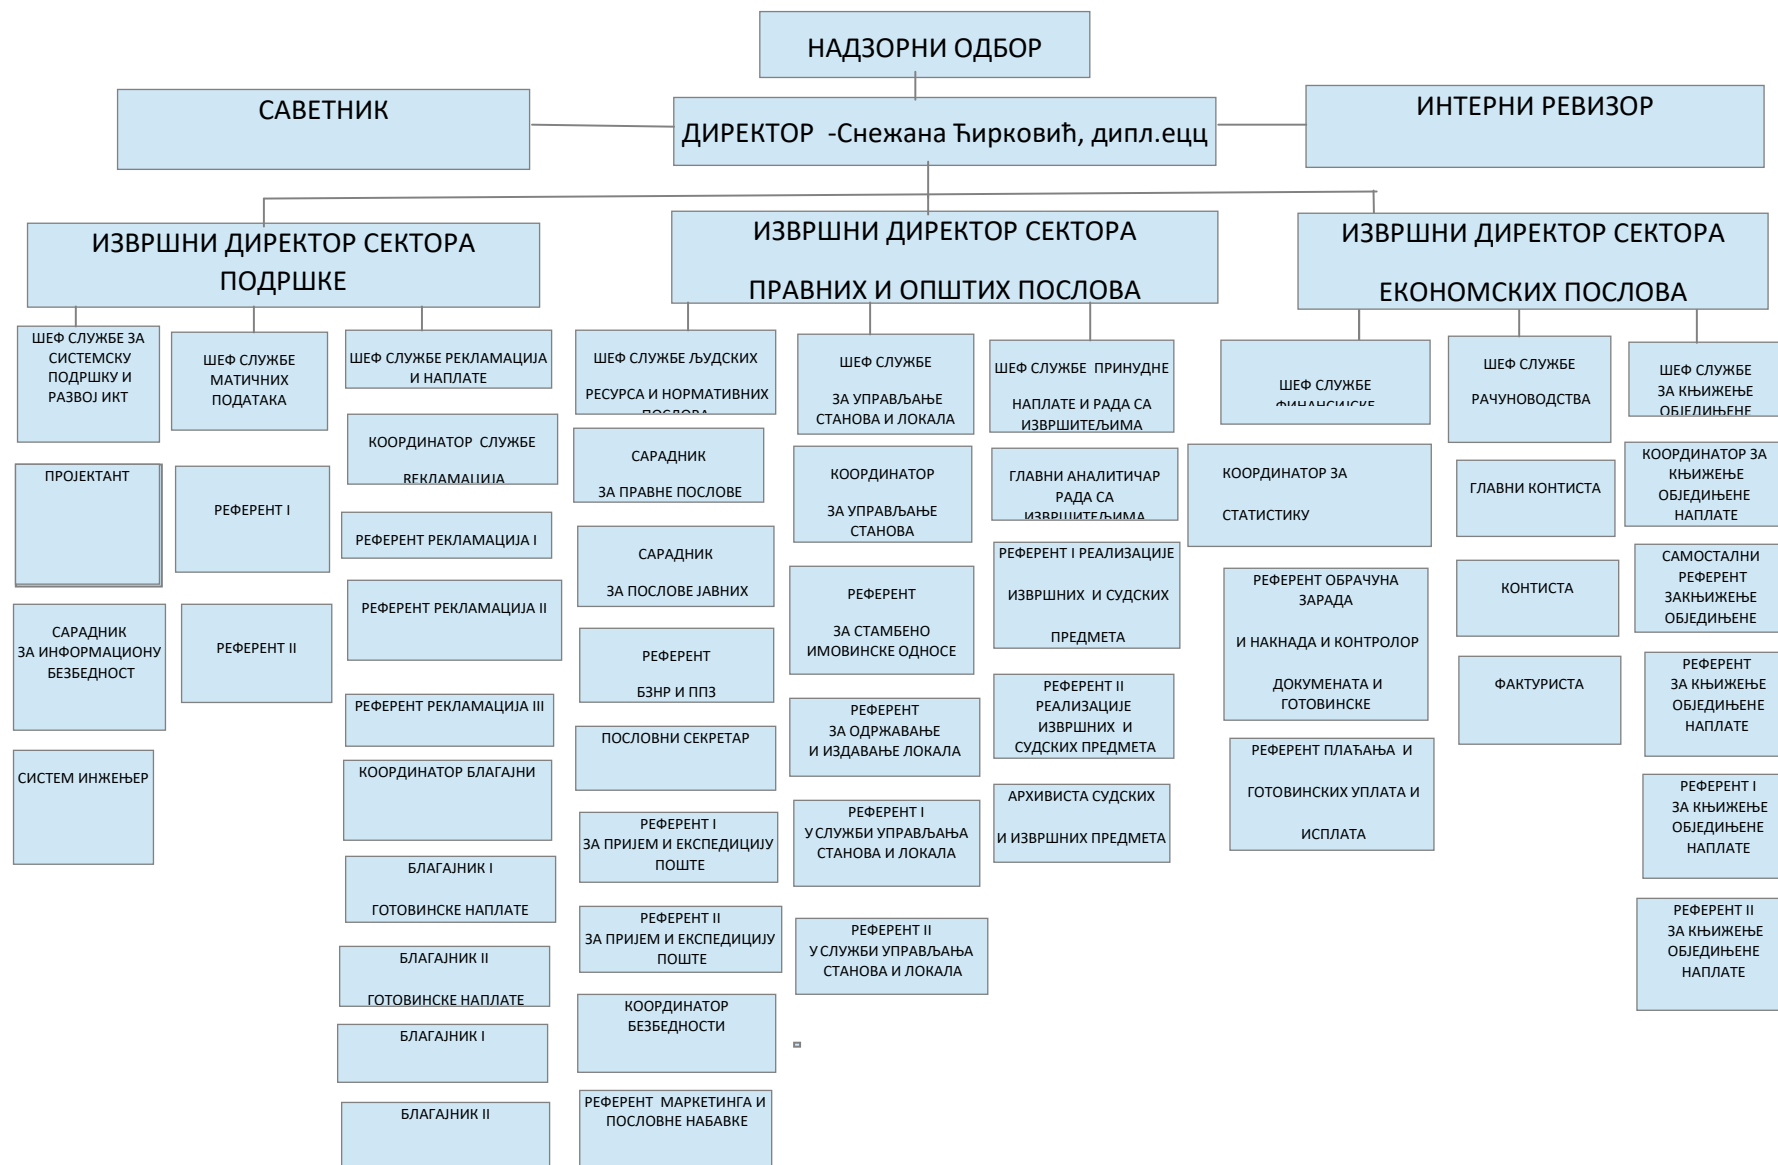 НАДЗОРНИ ОДБОР
САВЕТНИК
ДИРЕКТОР -Снежана Ћирковић, дипл.ецц
ИНТЕРНИ РЕВИЗОР
ИЗВРШНИ ДИРЕКТОР СЕКТОРА
ПОДРШКЕ
ИЗВРШНИ ДИРЕКТОР СЕКТОРА
ПРАВНИХ И ОПШТИХ ПОСЛОВА
ИЗВРШНИ ДИРЕКТОР СЕКТОРА
ЕКОНОМСКИХ ПОСЛОВА
ШЕФ СЛУЖБЕ ЗА
СИСТЕМСКУ
ПОДРШКУ И
РАЗВОЈ ИКТ
ПРОЈЕКТАНТ
САРАДНИК
ЗА ИНФОРМАЦИОНУ
БЕЗБЕДНОСТ
СИСТЕМ ИНЖЕЊЕР
ШЕФ СЛУЖБЕ
МАТИЧНИХ
ПОДАТАКА
РЕФЕРЕНТ I
РЕФЕРЕНТ II
ШЕФ СЛУЖБЕ РЕКЛАМАЦИЈА
И НАПЛАТЕ
КООРДИНАТОР СЛУЖБЕ
RЕКЛАМАЦИЈА
РЕФЕРЕНТ РЕКЛАМАЦИЈА I
РЕФЕРЕНТ РЕКЛАМАЦИЈА II
РЕФЕРЕНТ РЕКЛАМАЦИЈА III
КООРДИНАТОР БЛАГАЈНИ
БЛАГАЈНИК I
ГОТОВИНСКЕ НАПЛАТЕ
БЛАГАЈНИК II
ГОТОВИНСКЕ НАПЛАТЕ
БЛАГАЈНИК I
БЛАГАЈНИК II
ШЕФ СЛУЖБЕ ЉУДСКИХ
РЕСУРСА И НОРМАТИВНИХ
ПОСЛОВА
САРАДНИК
ЗА ПРАВНЕ ПОСЛОВЕ
САРАДНИК
ЗА ПОСЛОВЕ ЈАВНИХ
РЕФЕРЕНТ
БЗНР И ППЗ
ПОСЛОВНИ СЕКРЕТАР
РЕФЕРЕНТ I
ЗА ПРИЈЕМ И ЕКСПЕДИЦИЈУ
ПОШТЕ
РЕФЕРЕНТ II
ЗА ПРИЈЕМ И ЕКСПЕДИЦИЈУ
ПОШТЕ
КООРДИНАТОР
БЕЗБЕДНОСТИ
РЕФЕРЕНТ МАРКЕТИНГА И
ПОСЛОВНЕ НАБАВКЕ
ШЕФ СЛУЖБЕ
ЗА УПРАВЉАЊЕ
СТАНОВА И ЛОКАЛА
КООРДИНАТОР
ЗА УПРАВЉАЊЕ
СТАНОВА
РЕФЕРЕНТ
ЗА СТАМБЕНО
ИМОВИНСКЕ ОДНОСЕ
РЕФЕРЕНТ
ЗА ОДРЖАВАЊЕ
И ИЗДАВАЊЕ ЛОКАЛА
РЕФЕРЕНТ I
У СЛУЖБИ УПРАВЉАЊА
СТАНОВА И ЛОКАЛА
РЕФЕРЕНТ II
У СЛУЖБИ УПРАВЉАЊА
СТАНОВА И ЛОКАЛА
ШЕФ СЛУЖБЕ ПРИНУДНЕ
НАПЛАТЕ И РАДА СА
ИЗВРШИТЕЉИМА
ГЛАВНИ АНАЛИТИЧАР
РАДА СА
ИЗВРШИТЕЉИМА
РЕФЕРЕНТ I РЕАЛИЗАЦИЈЕ
ИЗВРШНИХ И СУДСКИХ
ПРЕДМЕТА
РЕФЕРЕНТ II
РЕАЛИЗАЦИЈЕ
ИЗВРШНИХ И
СУДСКИХ ПРЕДМЕТА
АРХИВИСТА СУДСКИХ
И ИЗВРШНИХ ПРЕДМЕТА
ШЕФ СЛУЖБЕ
ФИНАНСИЈСКЕ
КООРДИНАТОР ЗА
СТАТИСТИКУ
РЕФЕРЕНТ ОБРАЧУНА
ЗАРАДА
И НАКНАДА И КОНТРОЛОР
ДОКУМЕНАТА И
ГОТОВИНСКЕ
РЕФЕРЕНТ ПЛАЋАЊА И
ГОТОВИНСКИХ УПЛАТА И
ИСПЛАТА
ШЕФ СЛУЖБЕ
РАЧУНОВОДСТВА
ГЛАВНИ КОНТИСТА
КОНТИСТА
ФАКТУРИСТА
ШЕФ СЛУЖБЕ
ЗА КЊИЖЕЊЕ
ОБЈЕДИЊЕНЕ
КООРДИНАТОР ЗА
КЊИЖЕЊЕ
ОБЈЕДИЊЕНЕ
НАПЛАТЕ
САМОСТАЛНИ
РЕФЕРЕНТ
ЗАКЊИЖЕЊЕ
ОБЈЕДИЊЕНЕ
РЕФЕРЕНТ
ЗА КЊИЖЕЊЕ
ОБЈЕДИЊЕНЕ
НАПЛАТЕ
РЕФЕРЕНТ I
ЗА КЊИЖЕЊЕ
ОБЈЕДИЊЕНЕ
НАПЛАТЕ
РЕФЕРЕНТ II
ЗА КЊИЖЕЊЕ
ОБЈЕДИЊЕНЕ
НАПЛАТЕ